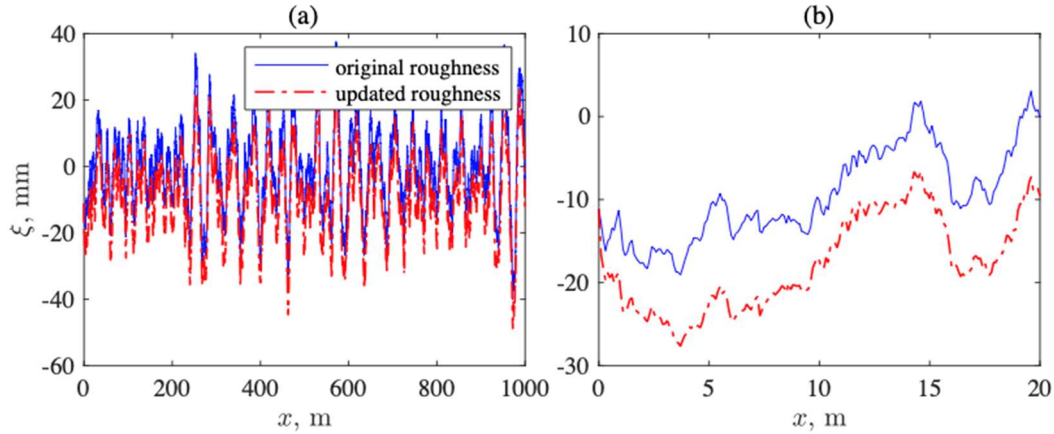 (a)
(b)
original roughness
updated roughness
40
20
0
-20
-40
-60
ξ, mm
0 200 400 600 800 1000
x, m
10
0
-10
-20
-30
0 5 10 15 20
x, m